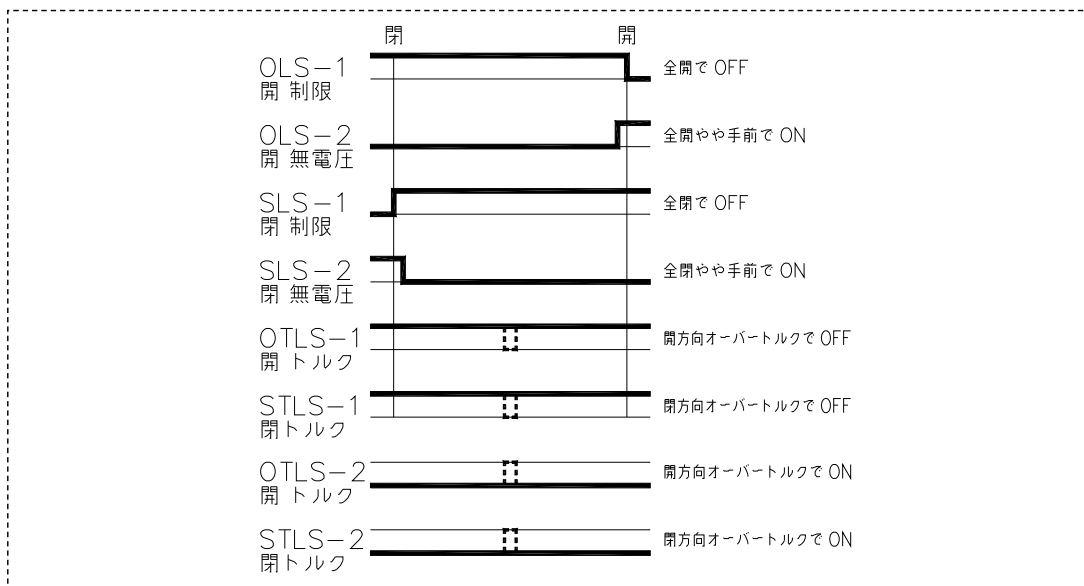 閉 開
OLS-1
開 制限
全開で OFF
OLS-2
開 無電圧
全開やや手前で ON
SLS-1
閉 制限
全閉で OFF
SLS-2
閉 無電圧
全閉やや手前で ON
OTLS-1
開 トルク
開方向オーバートルクで OFF
STLS-1
閉トルク
閉方向オーバートルクで OFF
OTLS-2
開 トルク
開方向オーバートルクで ON
STLS-2
閉トルク
閉方向オーバートルクで ON